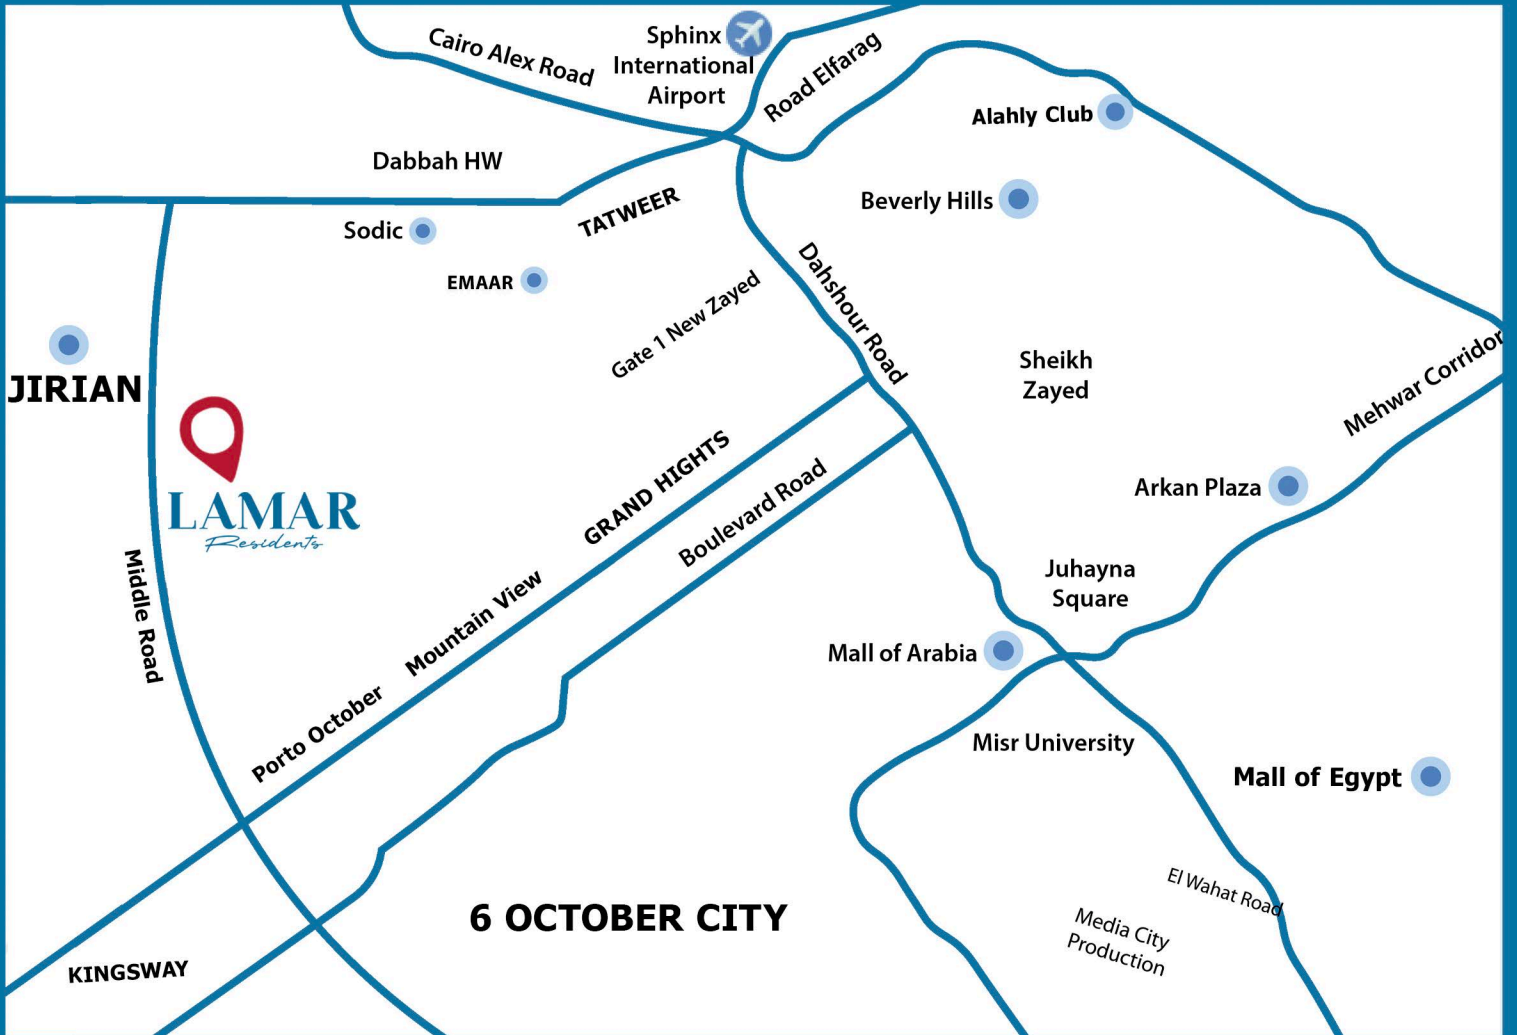 Cairo Alex Road
Sphinx
International
Airport
Road Elfarag
Alahly Club
Dabbah HW
TATWEER
Beverly Hills
Sodic
EMAAR
Gate 1 New Zayed
Dahshour Road
JIRIAN
Sheikh
Zayed
Mehwar Corridor
LAMAR
Residents
GRAND HIGHTS
Boulevard Road
Arkan Plaza
Middle Road
Mountain View
Juhayna
Square
Porto October
Mall of Arabia
Misr University
Mall of Egypt
El Wahat Road
6 OCTOBER CITY
Media City
Production
KINGSWAY